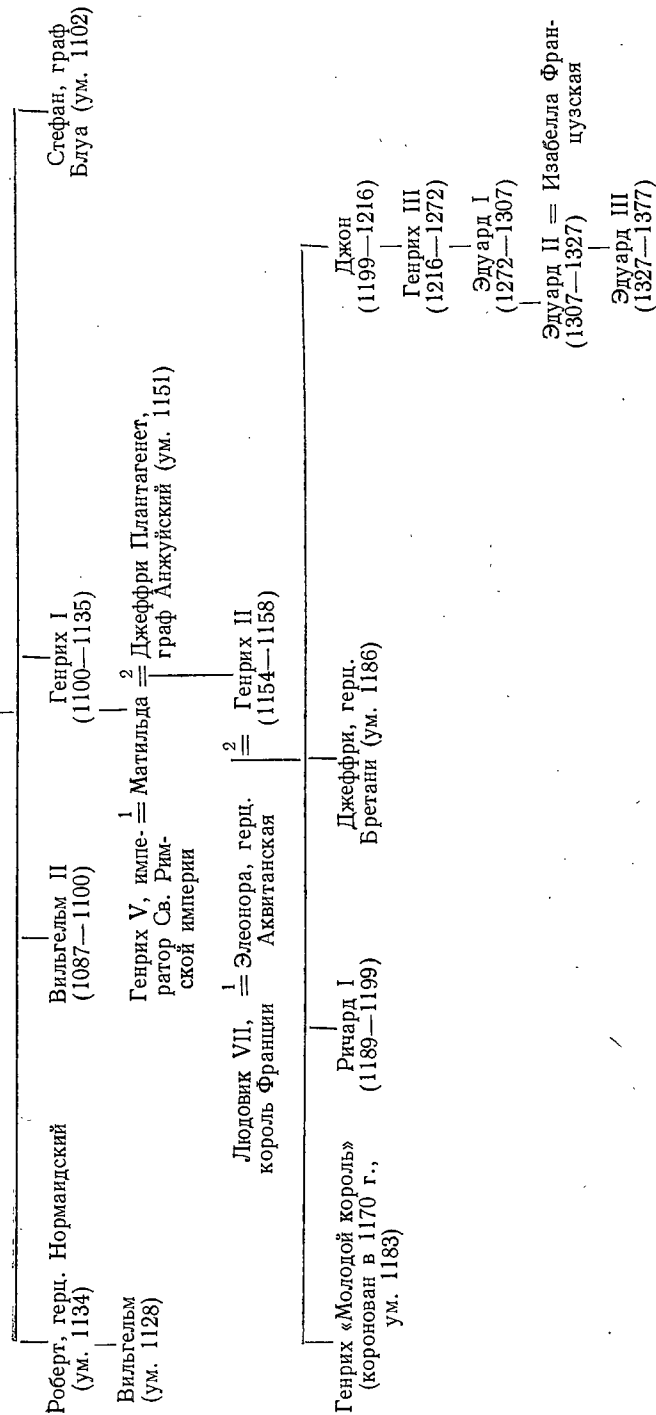 Роберт, герц. Нормаидский
(ум. 1134)
Вильгельм
(ум. 1128)
Вильгельм II
(1087—1100)
Генрих I
(1100—1135)
Стефан, граф
Блуа (ум. 1102)
Генрих V, импе- 1= Матильда 2= Джеффри Плантагенет,
ратор Св. Рим-
ской империи
граф Анжуйский (ум. 1151)
Людовик VII, 1= Элеонора, герц. 2= Генрих II
король Франции
Аквитанская
(1154—1158)
Генрих «Молодой король»
(коронован в 1170 г.,
ум. 1183)
Ричард I
(1189—1199)
Джеффри, герц.
Бретани (ум. 1186)
Джон
(1199—1216)
Генрих III
(1216—1272)
Эдуард I
(1272—1307)
Эдуард II = Изабелла Фран-
(1307—1327)
цузская
Эдуард III
(1327—1377)